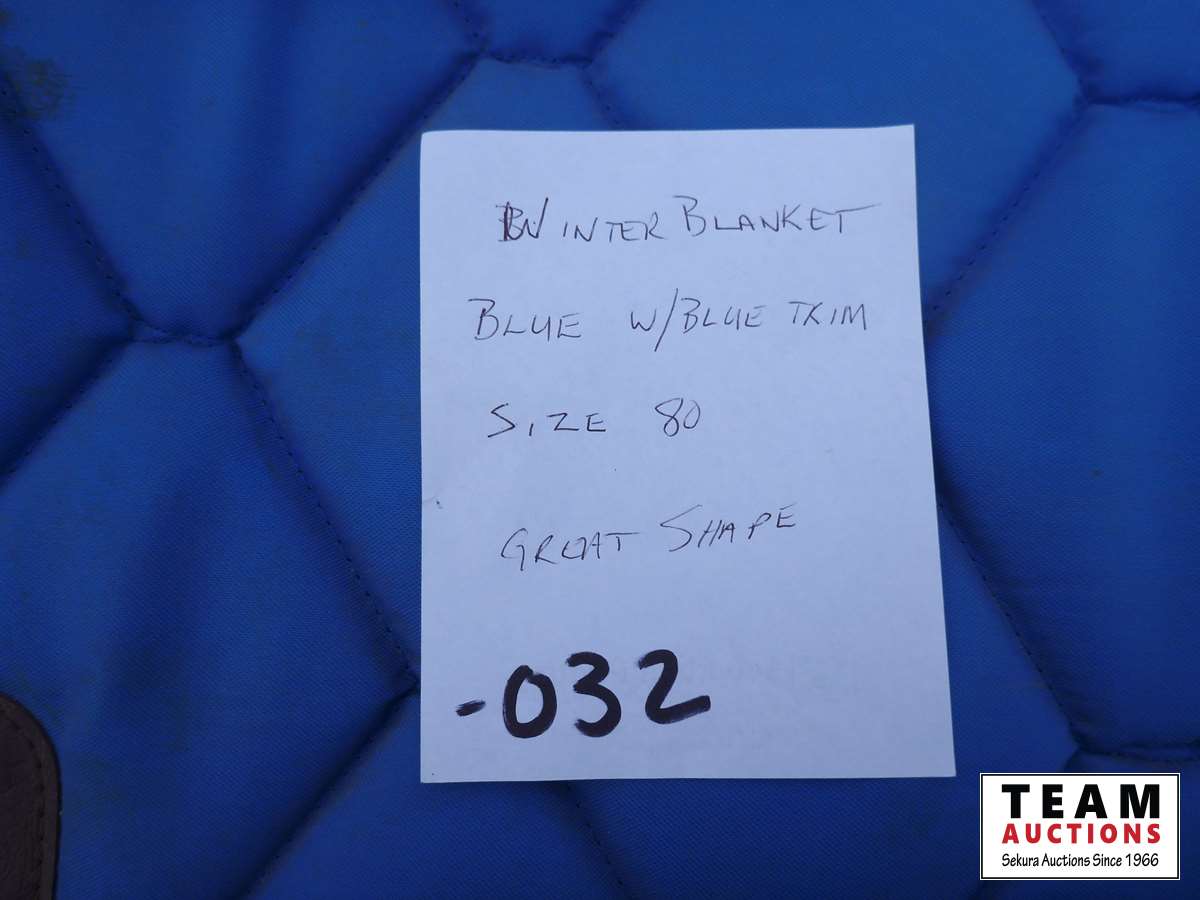 WINTER BLANKET
BLUE W/BLUE TRIM
SIZE 80
GREAT SHAPE
-032
TEAM
AUCTIONS
Sekura Auctions Since 1966